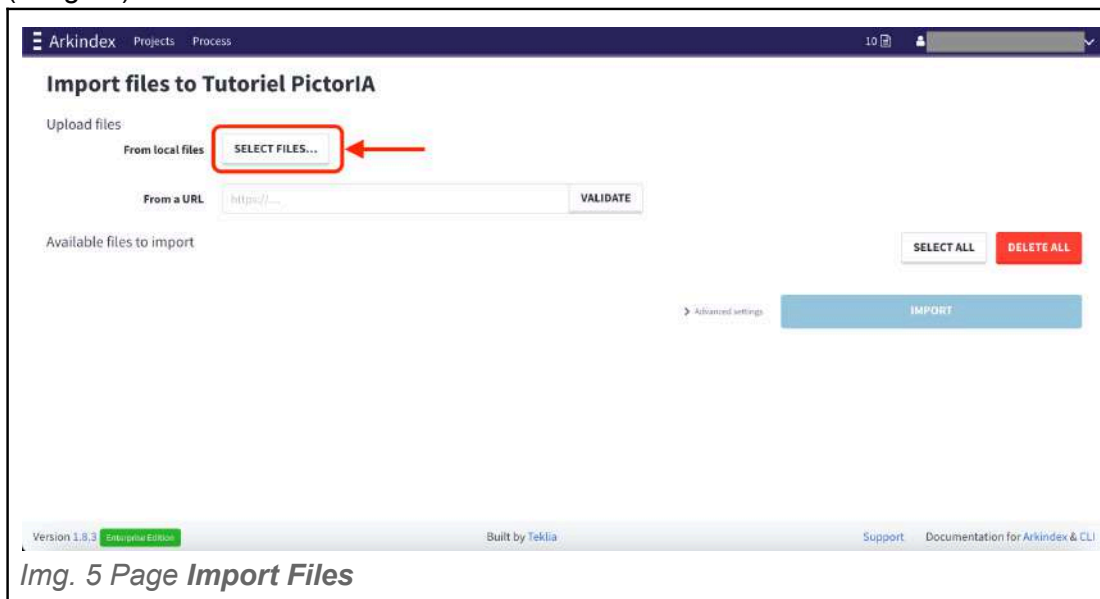 Arkindex Projects Process 10
Import files to Tutoriel PictorIA
Upload files
From local files SELECT FILES...
From a URL https://... VALIDATE
Available files to import SELECT ALL DELETE ALL
Advanced settings IMPORT
Version 1.8.3 Enterprise Edition Built by Teklia Support Documentation for Arkindex & CLI
Img. 5 Page Import Files